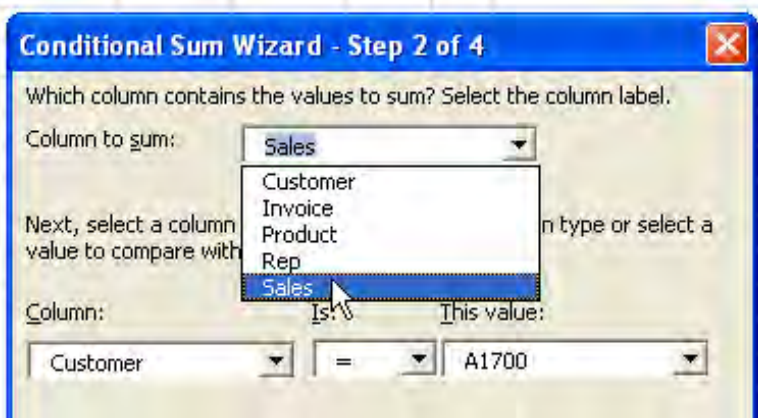 Conditional Sum Wizard - Step 2 of 4
Which column contains the values to sum? Select the column label.
Column to sum:
Sales
Customer
Invoice
Product
Rep
Sales
Next, select a column n type or select a
value to compare with
Column: Is: This value:
Customer = A1700